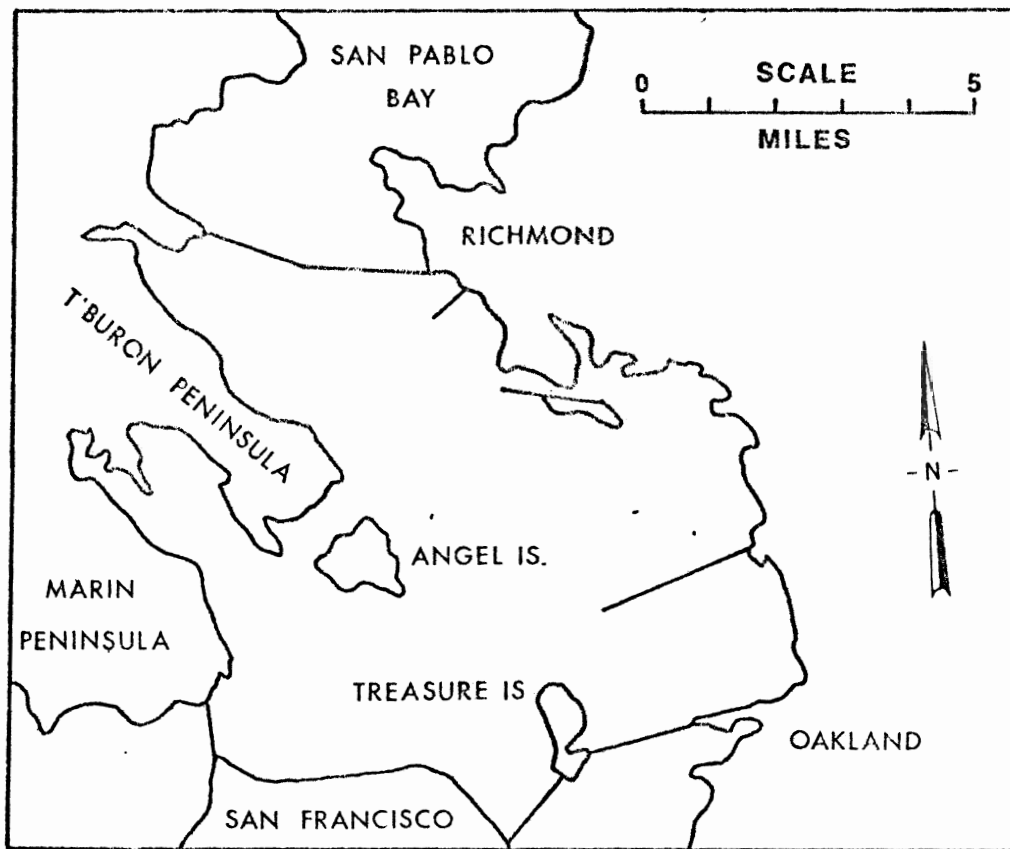 SAN PABLO
BAY
0 SCALE 5
MILES
RICHMOND
T'BURON PENINSULA
- N -
ANGEL IS.
MARIN
PENINSULA
TREASURE IS
OAKLAND
SAN FRANCISCO